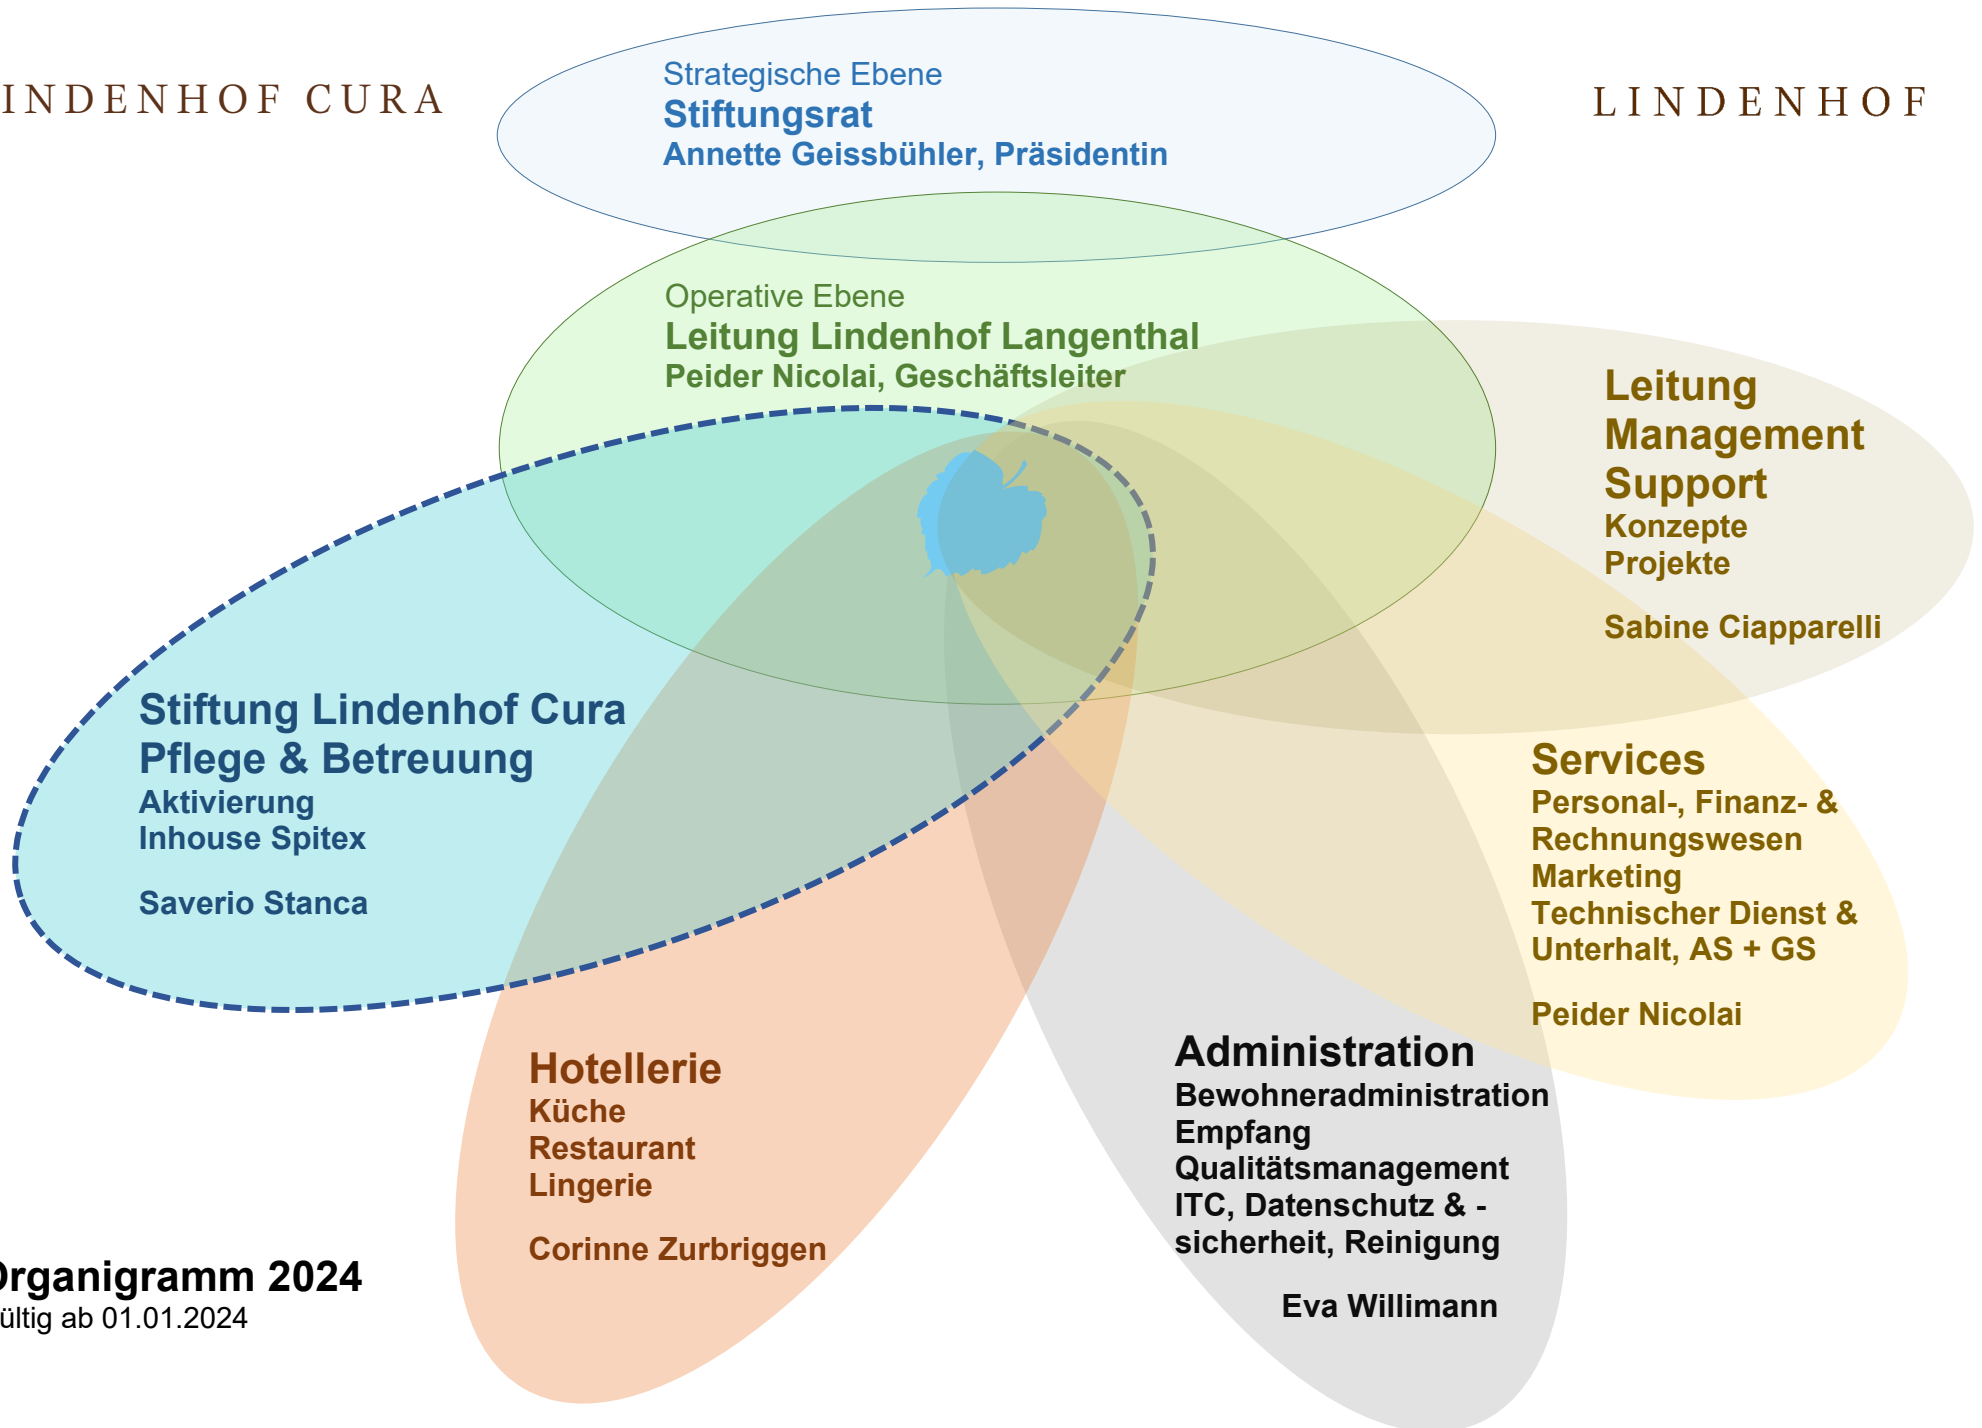 INDENHOF CURA
LINDENHOF
Strategische Ebene
Stiftungsrat
Annette Geissbühler, Präsidentin
Operative Ebene
Leitung Lindenhof Langenthal
Peider Nicolai, Geschäftsleiter
Leitung
Management
Support
Konzepte
Projekte
Sabine Ciapparelli
Stiftung Lindenhof Cura
Pflege & Betreuung
Aktivierung
Inhouse Spitex
Saverio Stanca
Services
Personal-, Finanz- &
Rechnungswesen
Marketing
Technischer Dienst &
Unterhalt, AS + GS
Peider Nicolai
Hotellerie
Küche
Restaurant
Lingerie
Corinne Zurbriggen
Administration
Bewohneradministration
Empfang
Qualitätsmanagement
ITC, Datenschutz & -
sicherheit, Reinigung
Eva Willimann
Organigramm 2024
ültig ab 01.01.2024